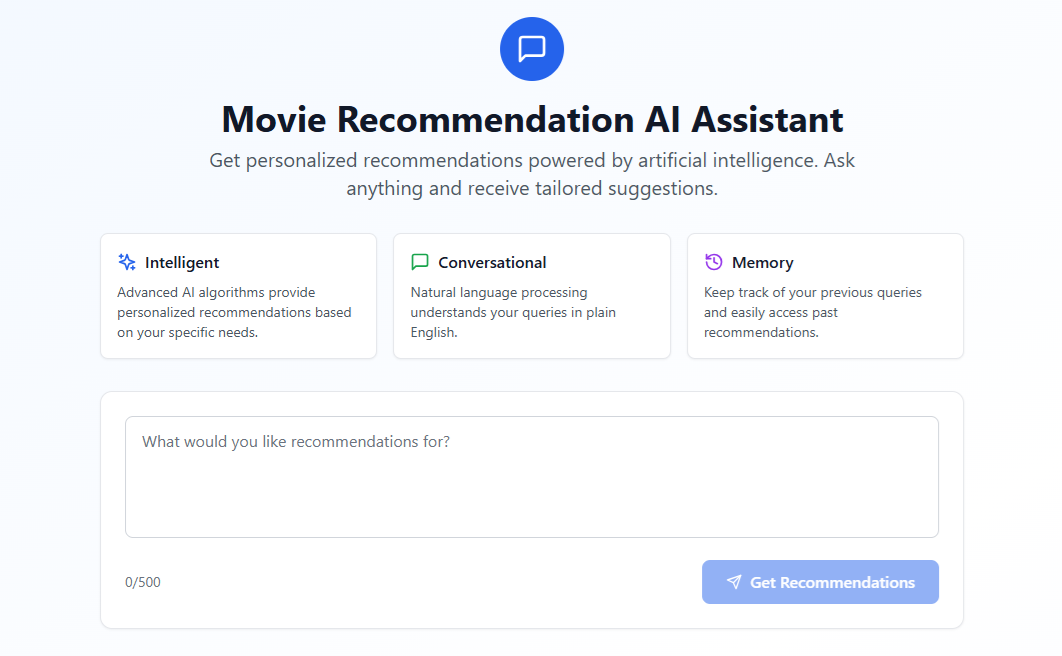 Movie Recommendation AI Assistant
Get personalized recommendations powered by artificial intelligence. Ask
anything and receive tailored suggestions.
Intelligent
Advanced AI algorithms provide
personalized recommendations based
on your specific needs.
Conversational
Natural language processing
understands your queries in plain
English.
Memory
Keep track of your previous queries
and easily access past
recommendations.
What would you like recommendations for?
0/500
Get Recommendations